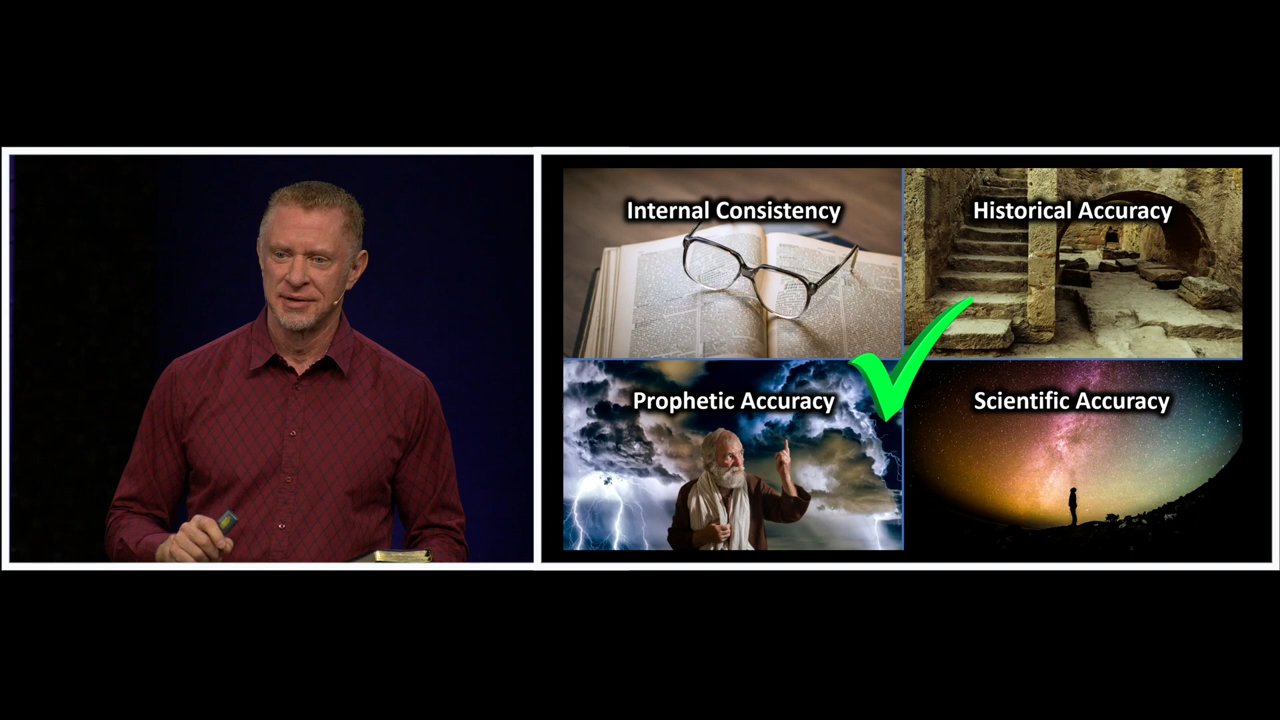 Internal Consistency
Historical Accuracy
Prophetic Accuracy
Scientific Accuracy